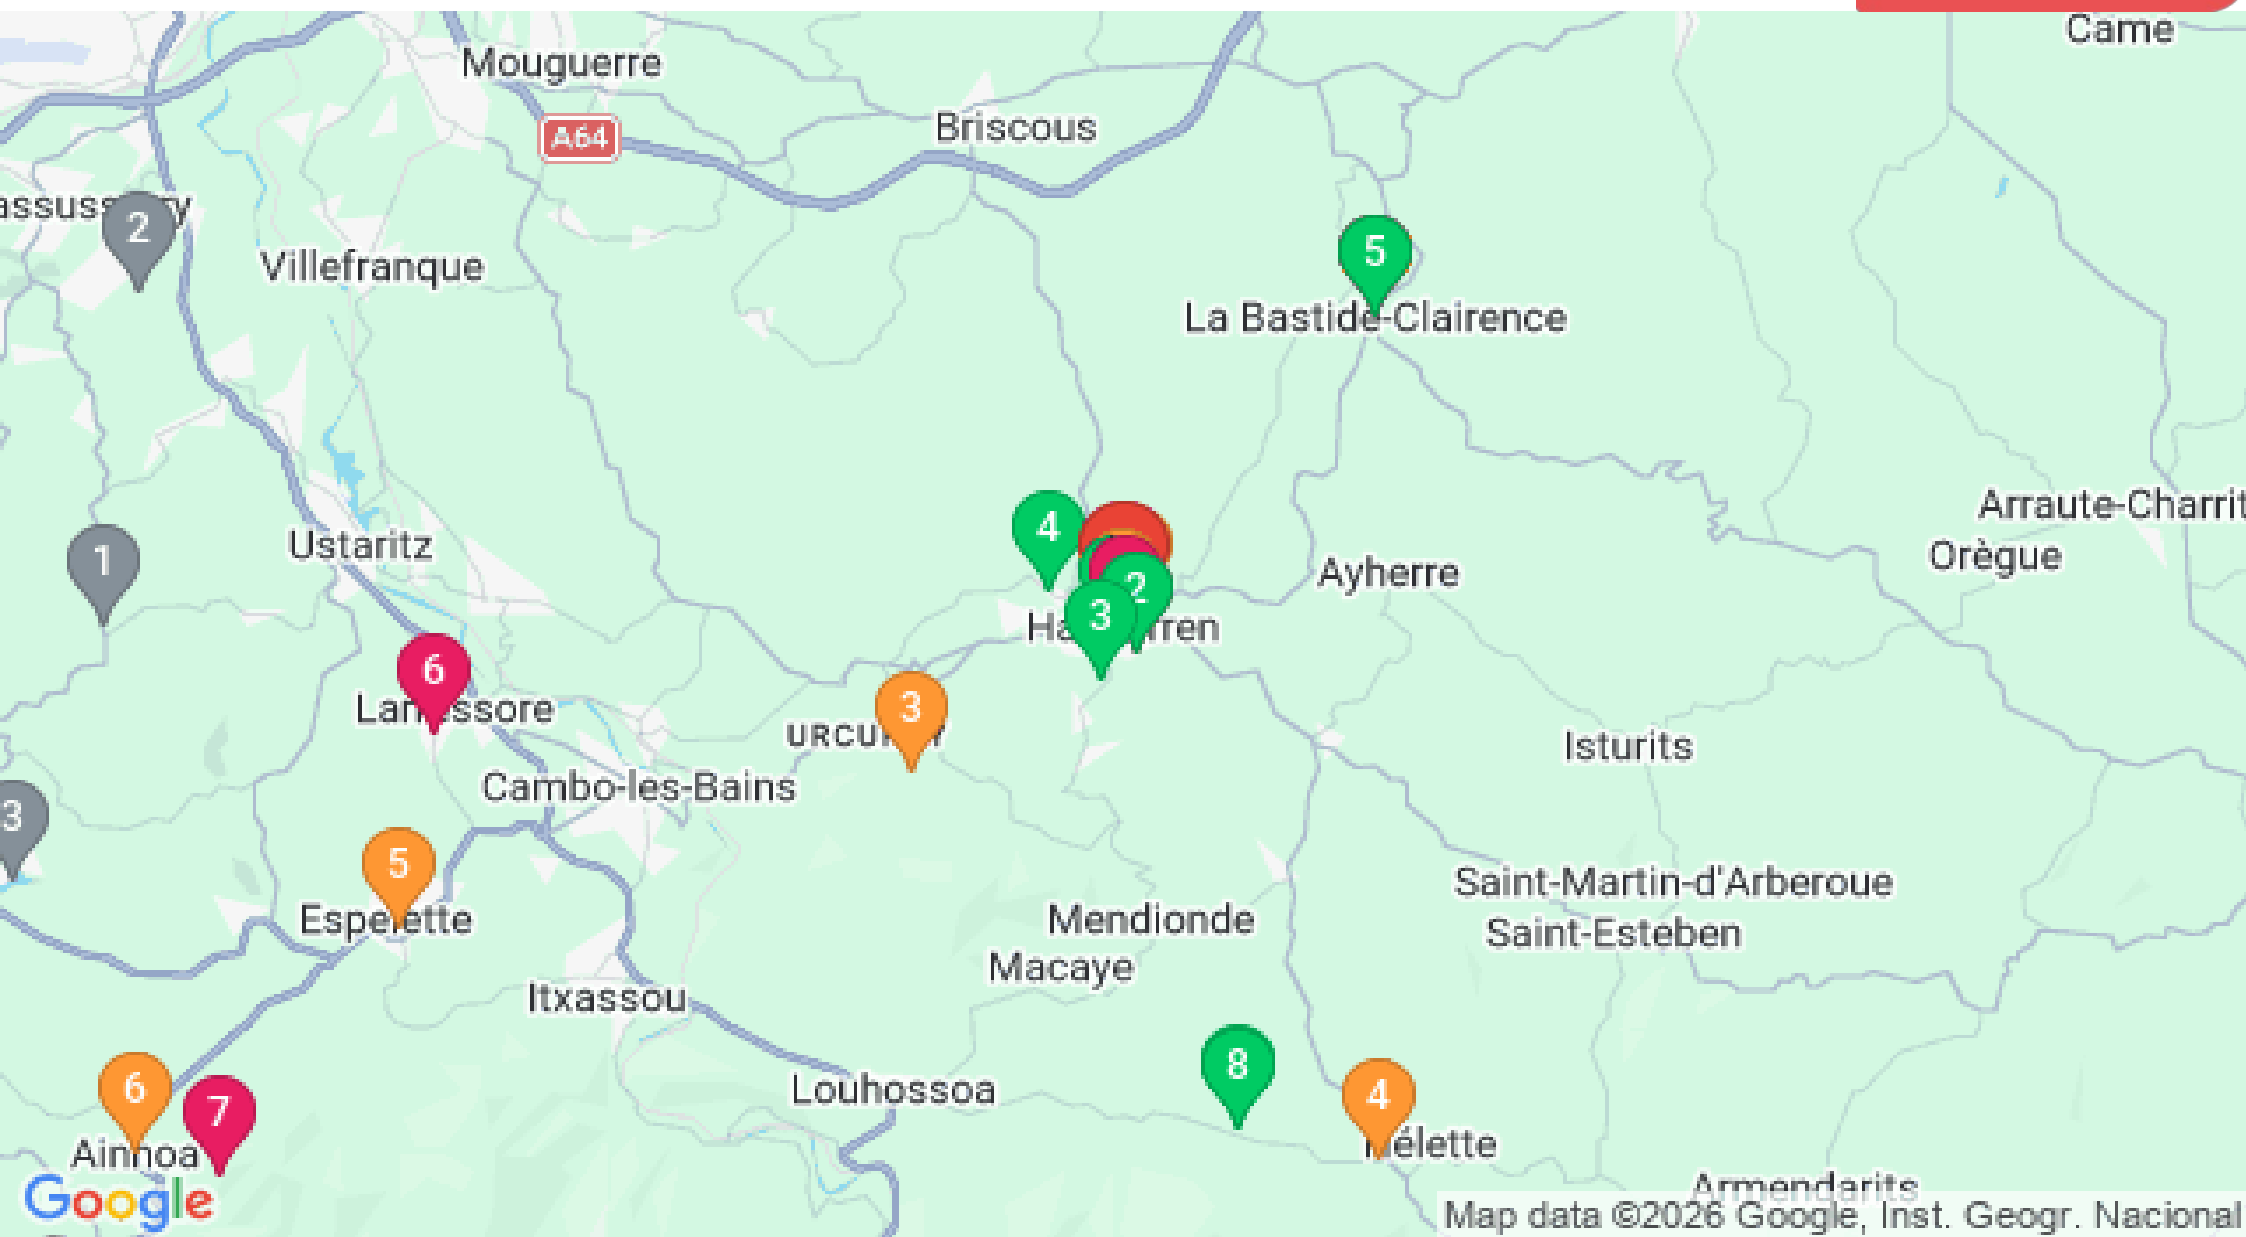 Came
Mouguerre
A64
Briscous
2
Villefranque
5
La Bastide-Clairence
4
Arraute-Charrit
1
Ustaritz
Orègue
Ayherre
2
3
6
3
Isturits
Cambo-les-Bains
3
5
Saint-Martin-d'Arberoue
Espelette
Mendionde
Saint-Esteben
Macaye
Itxassou
8
6
Louhossoa
4
7
Ainhoa
Armendarits
Google
Map data ©2026 Google, Inst. Geogr. Nacional